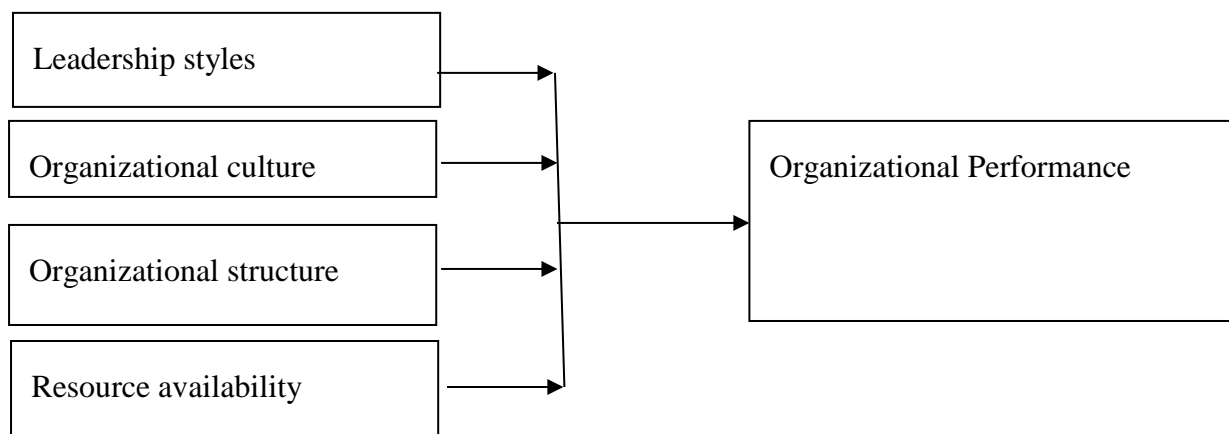 Leadership styles
Organizational culture
Organizational Performance
Organizational structure
Resource availability